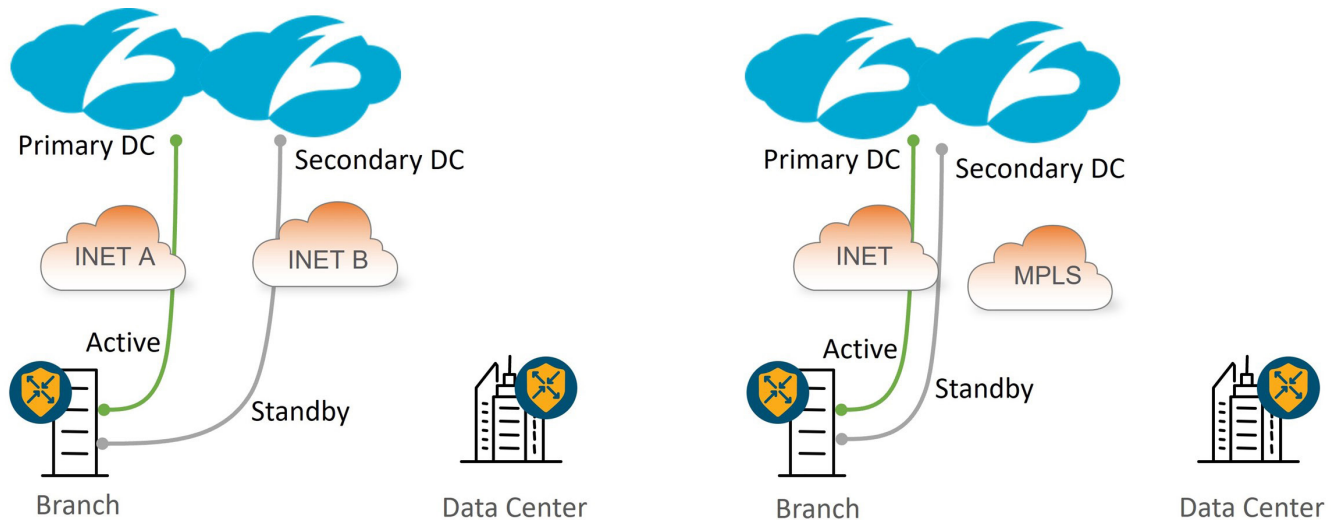 Primary DC
Secondary DC
INET A
INET B
Active
Standby
Branch
Data Center
Primary DC
Secondary DC
INET
MPLS
Active
Standby
Branch
Data Center